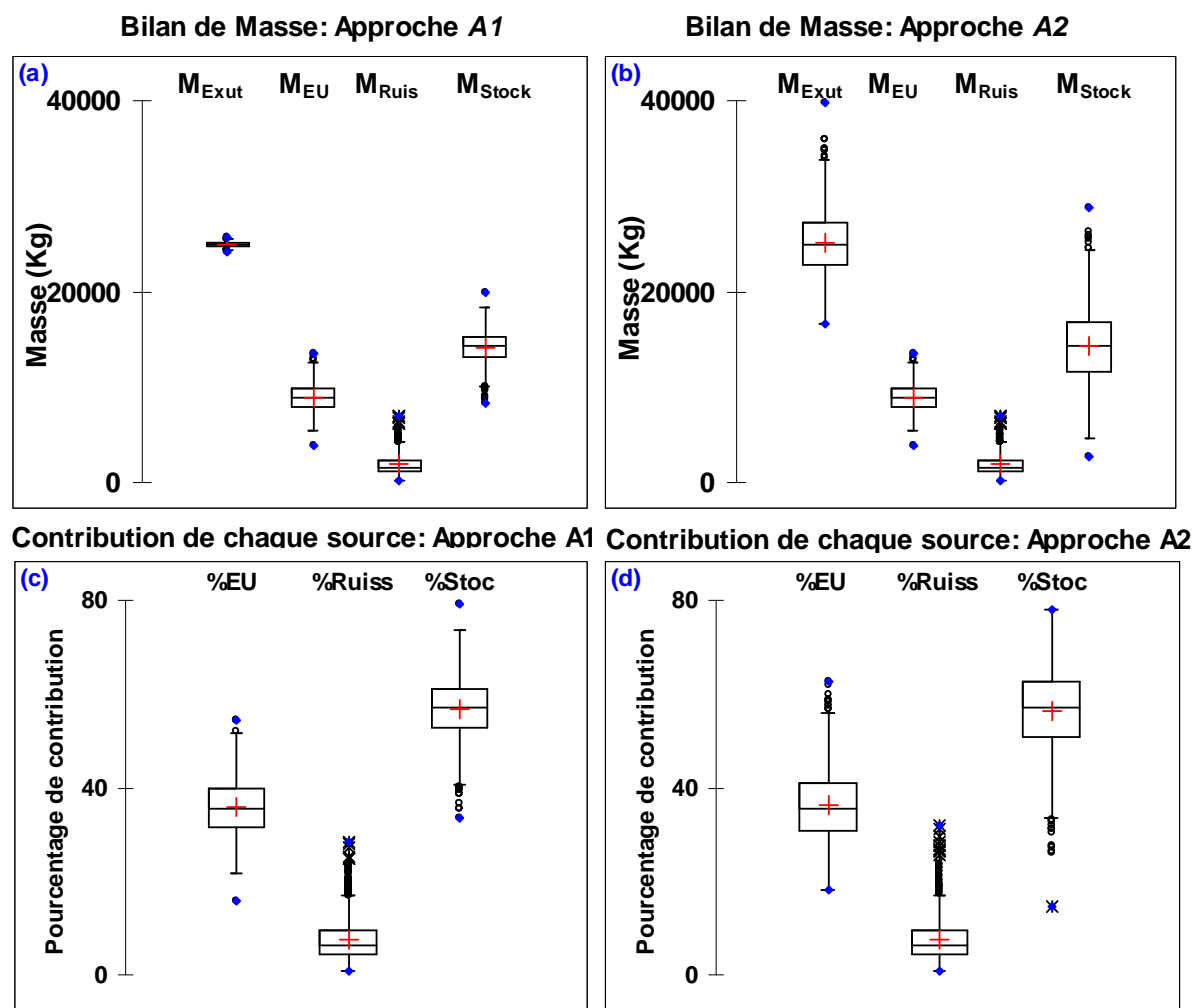 Bilan de Masse: Approche A1
Bilan de Masse: Approche A2
(a)
M_Exut M_EU M_Ruis M_Stock
40000
20000
0
Masse (Kg)
(b)
M_Exut M_EU M_Ruis M_Stock
40000
20000
0
Masse (Kg)
Contribution de chaque source: Approche A1
Contribution de chaque source: Approche A2
(c)
%EU %Ruiss %Stoc
80
40
0
Pourcentage de contribution
(d)
%EU %Ruiss %Stoc
80
40
0
Pourcentage de contribution